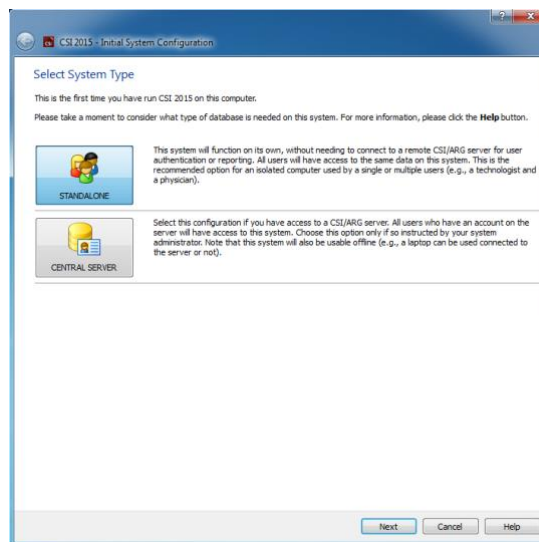 CSI 2015 - Initial System Configuration
Select System Type
This is the first time you have run CSI 2015 on this computer.
Please take a moment to consider what type of database is needed on this system. For more information, please click the Help button.
This system will function on its own, without needing to connect to a remote CSI/ARG server for user
authentication or reporting. All users will have access to the same data on this system. This is the
recommended option for an isolated computer used by a single or multiple users (e.g., a technologist and
a physician).
STANDALONE
Select this configuration if you have access to a CSI/ARG server. All users who have an account on the
server will have access to this system. Choose this option only if so instructed by your system
administrator. Note that this system will also be usable offline (e.g., a laptop can be used connected to
the server or not).
CENTRAL SERVER
Next Cancel Help